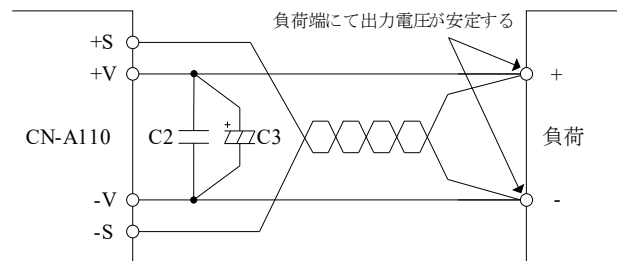 負荷端にて出力電圧が安定する
+S
+V
+
CN-A110
C2
+
C3
負荷
-V
-
-S